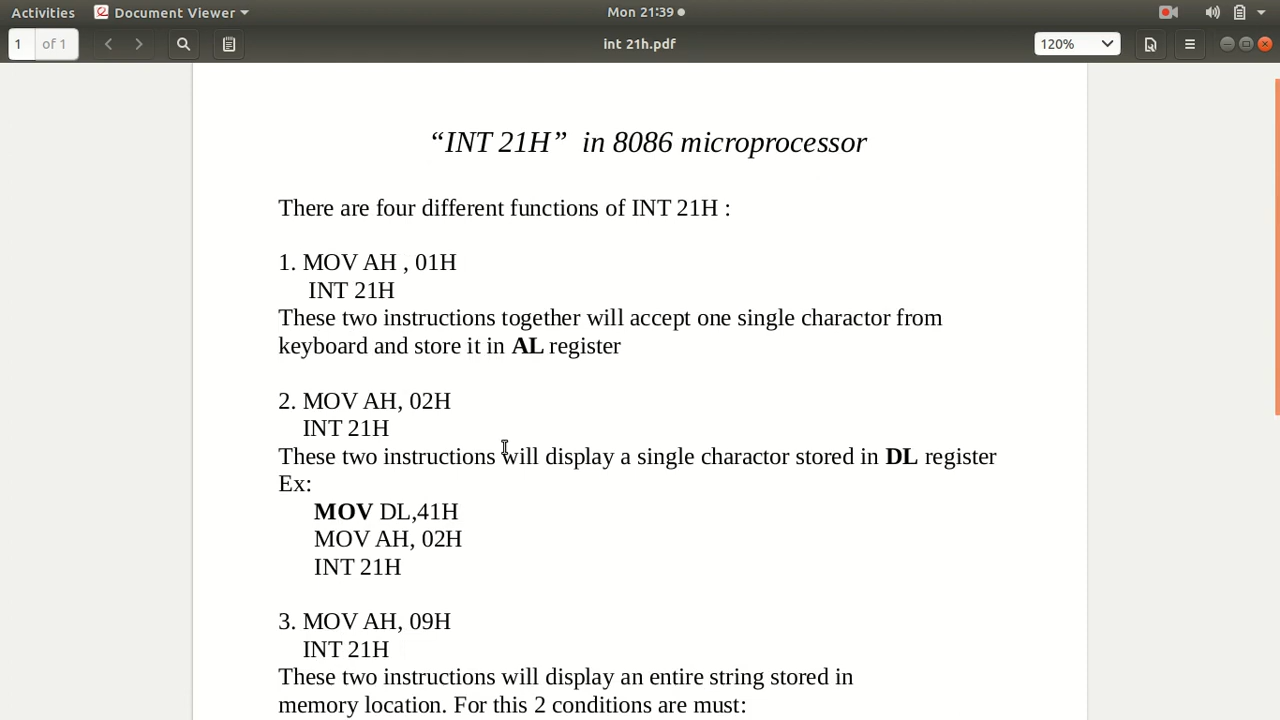 Activities Document Viewer Mon 21:39
1 of 1 int 21h.pdf 120%
“INT 21H” in 8086 microprocessor
There are four different functions of INT 21H :
1. MOV AH , 01H
INT 21H
These two instructions together will accept one single charactor from
keyboard and store it in AL register
2. MOV AH, 02H
INT 21H
These two instructions will display a single charactor stored in DL register
Ex:
MOV DL,41H
MOV AH, 02H
INT 21H
3. MOV AH, 09H
INT 21H
These two instructions will display an entire string stored in
memory location. For this 2 conditions are must: